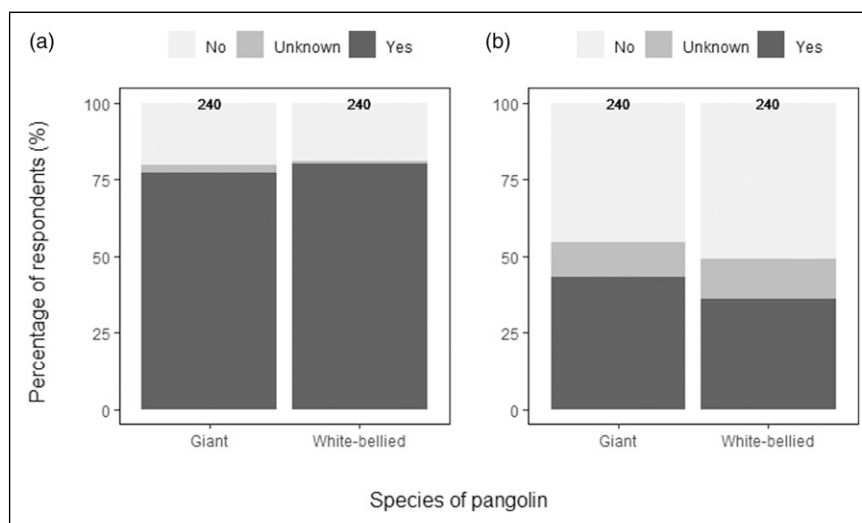 (a) No Unknown Yes
100
75
50
25
0
240 240
Giant White-bellied
(b) No Unknown Yes
100
75
50
25
0
240 240
Giant White-bellied
Percentage of respondents (%)
Species of pangolin